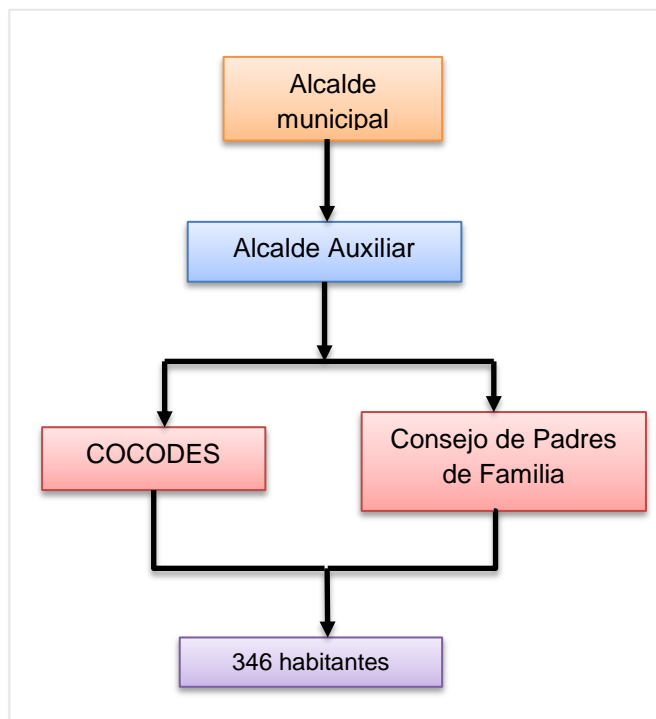 Alcalde
municipal
Alcalde Auxiliar
COCODES
Consejo de Padres
de Familia
346 habitantes